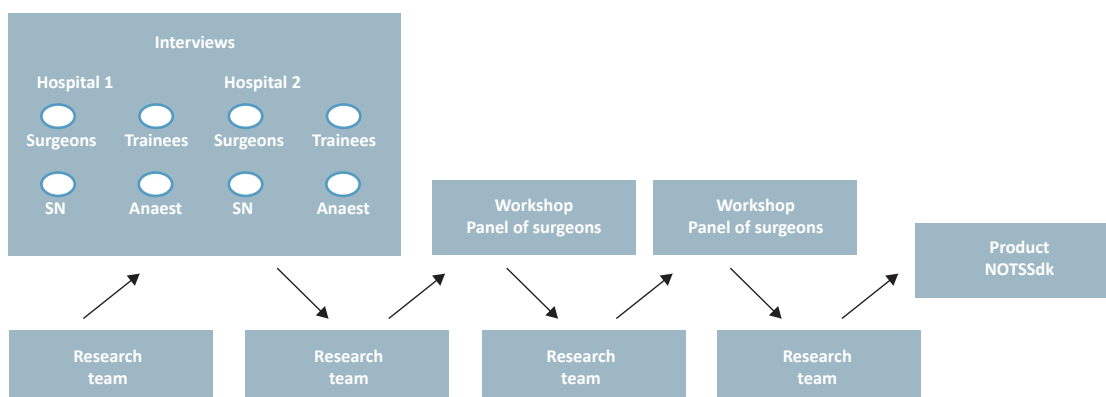 Interviews
Hospital 1
Hospital 2
Surgeons
Trainees
Surgeons
Trainees
SN
Anaest
SN
Anaest
Workshop
Panel of surgeons
Workshop
Panel of surgeons
Product
NOTSSdk
Research
team
Research
team
Research
team
Research
team